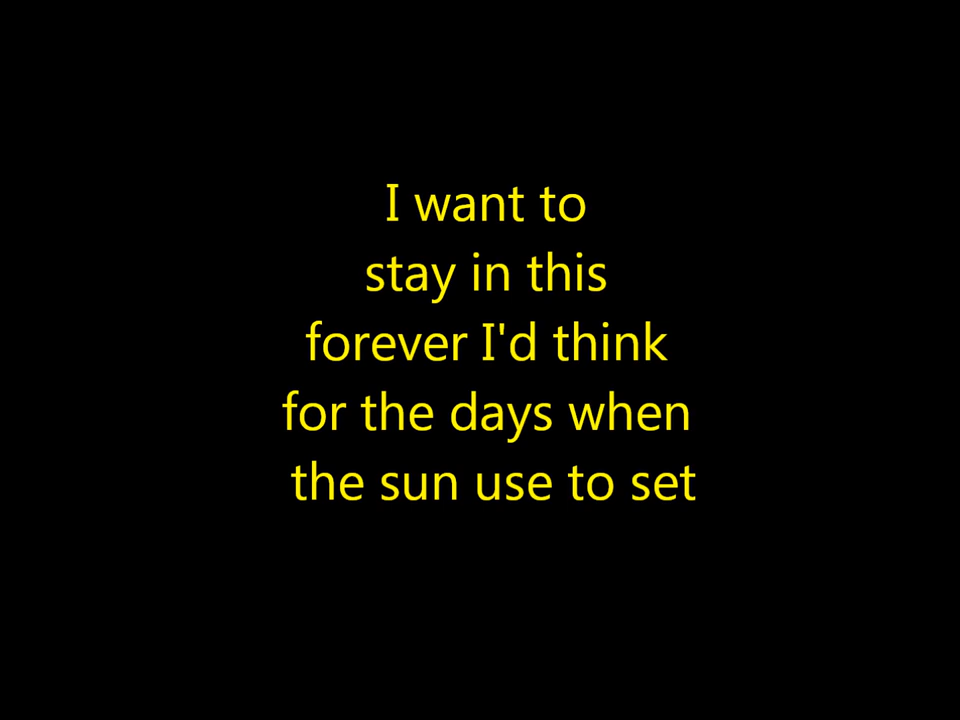 I want to
stay in this
forever I'd think
for the days when
the sun use to set